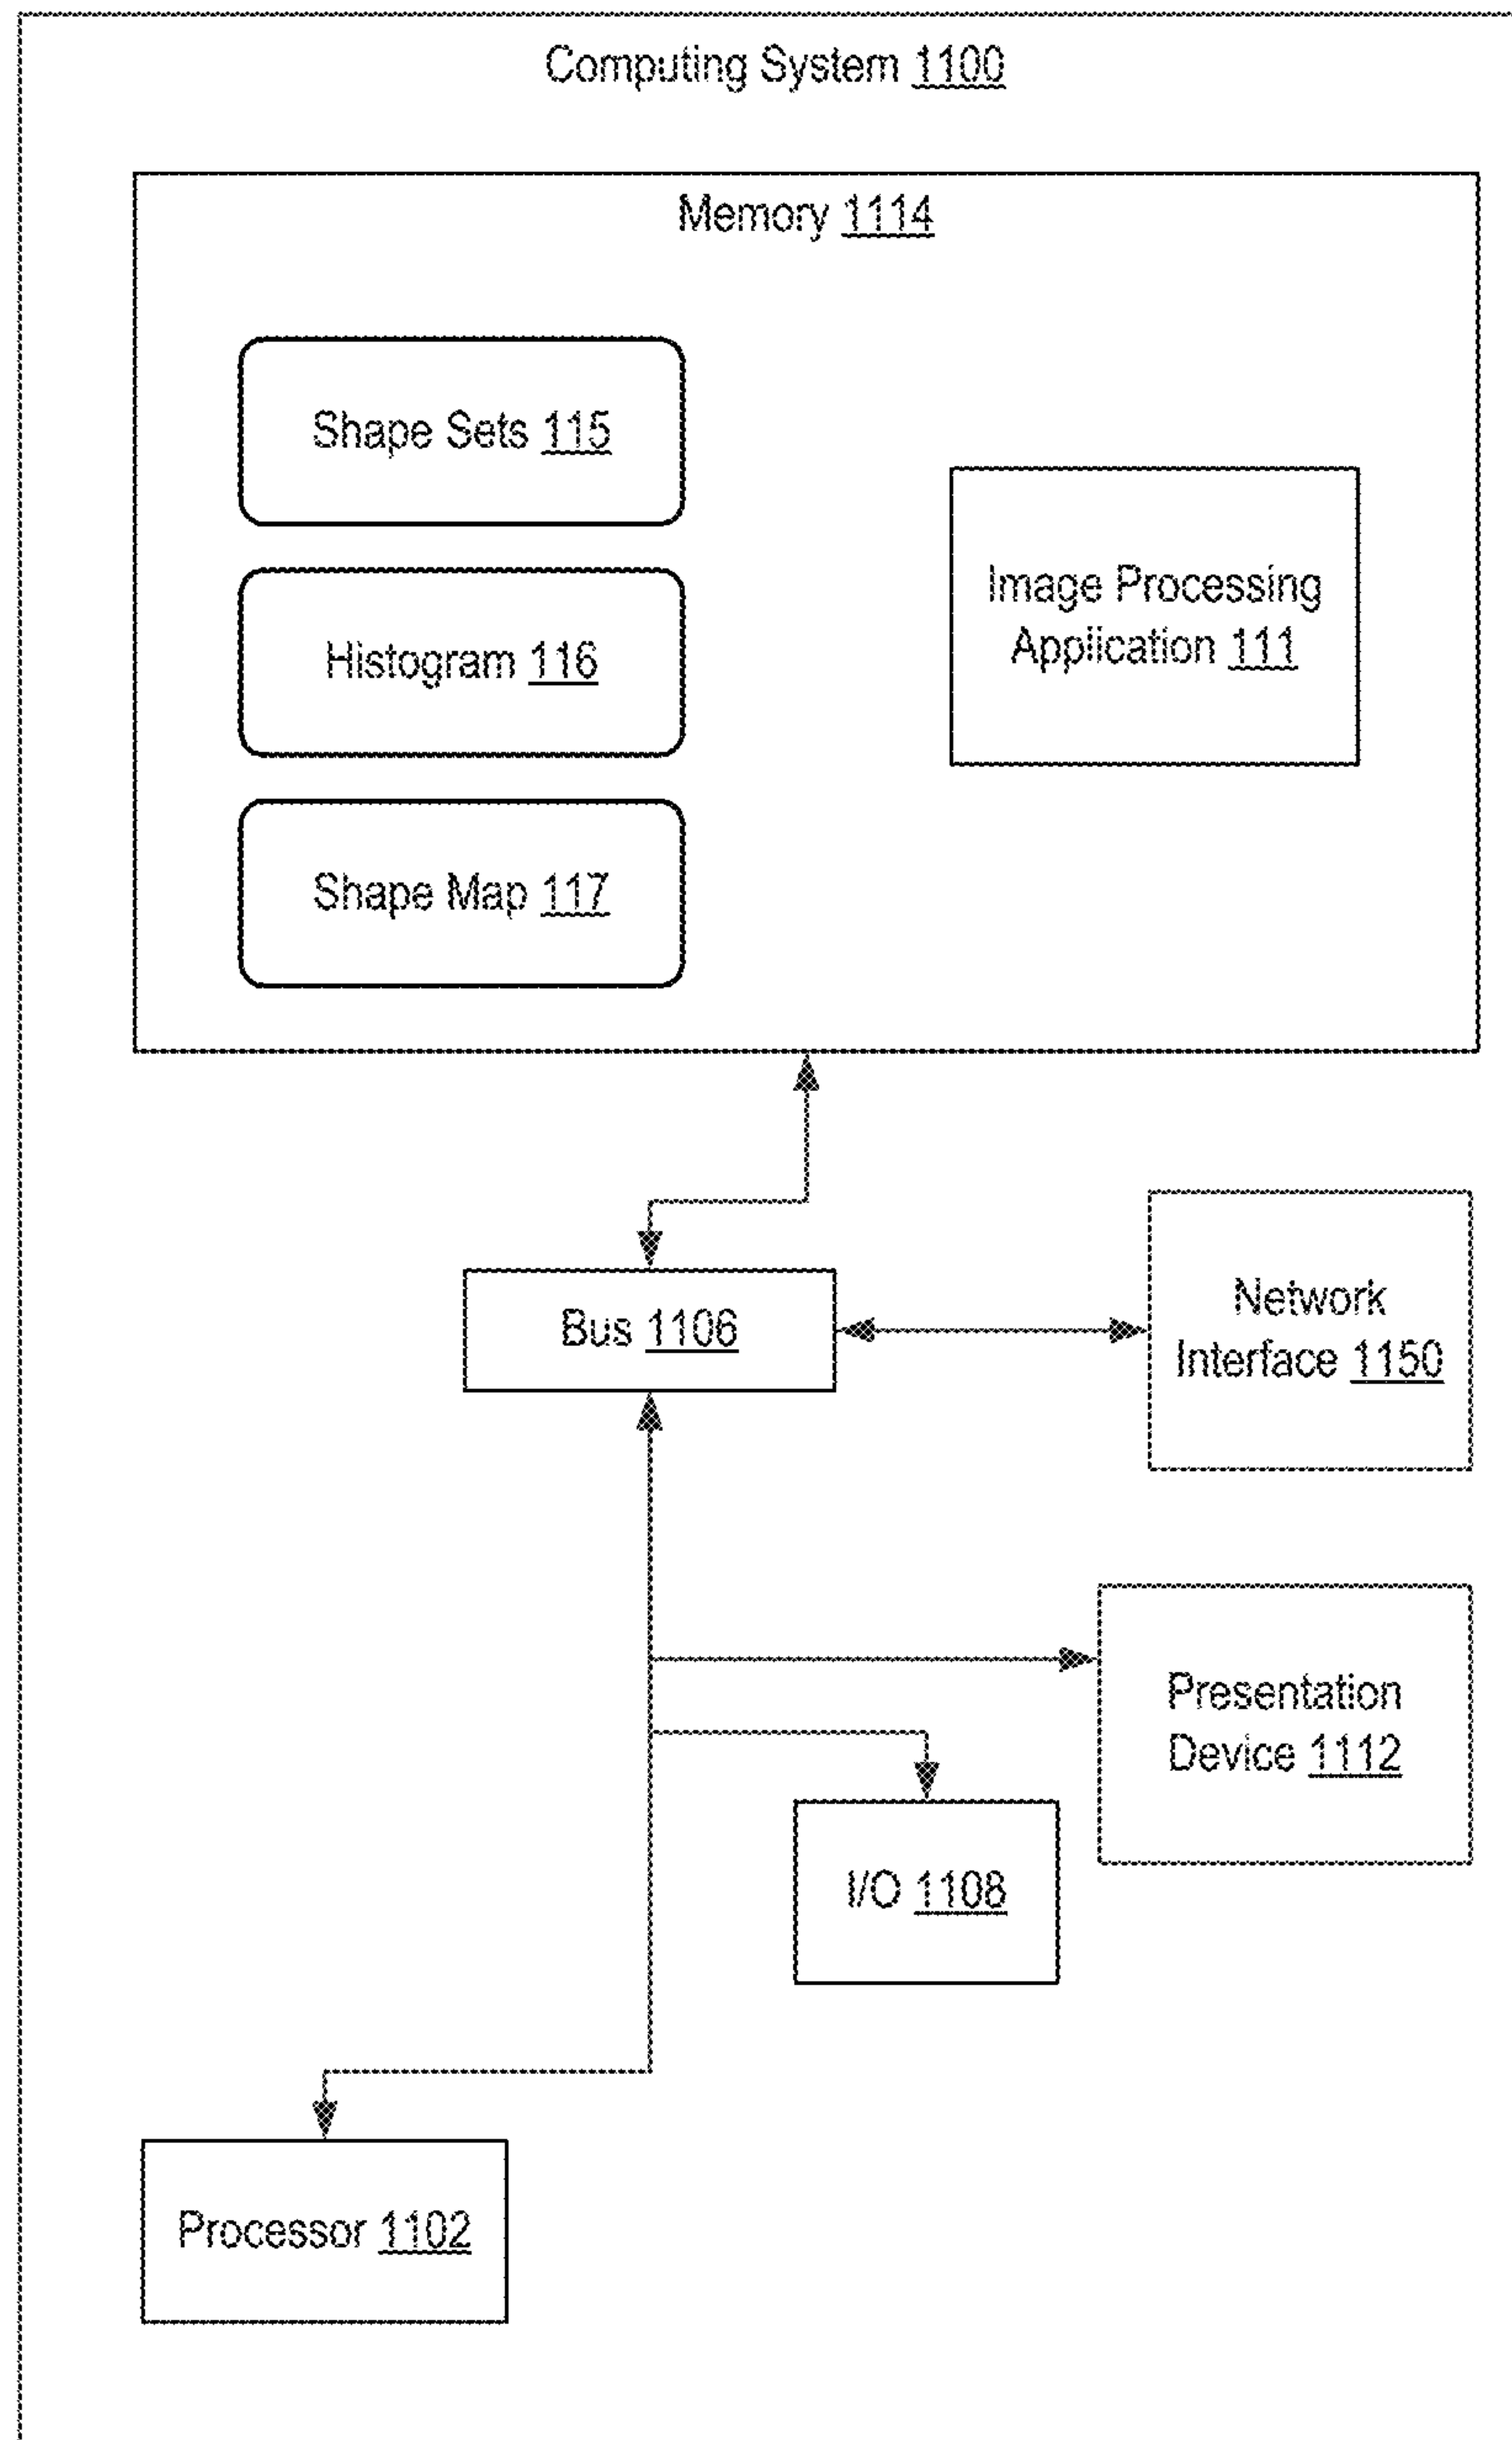 Computing System 1100
Memory 1114
Shape Sets 115
Histogram 116
Shape Map 117
Image Processing
Application 111
Bus 1106
Network
Interface 1150
Presentation
Device 1112
I/O 1108
Processor 1102